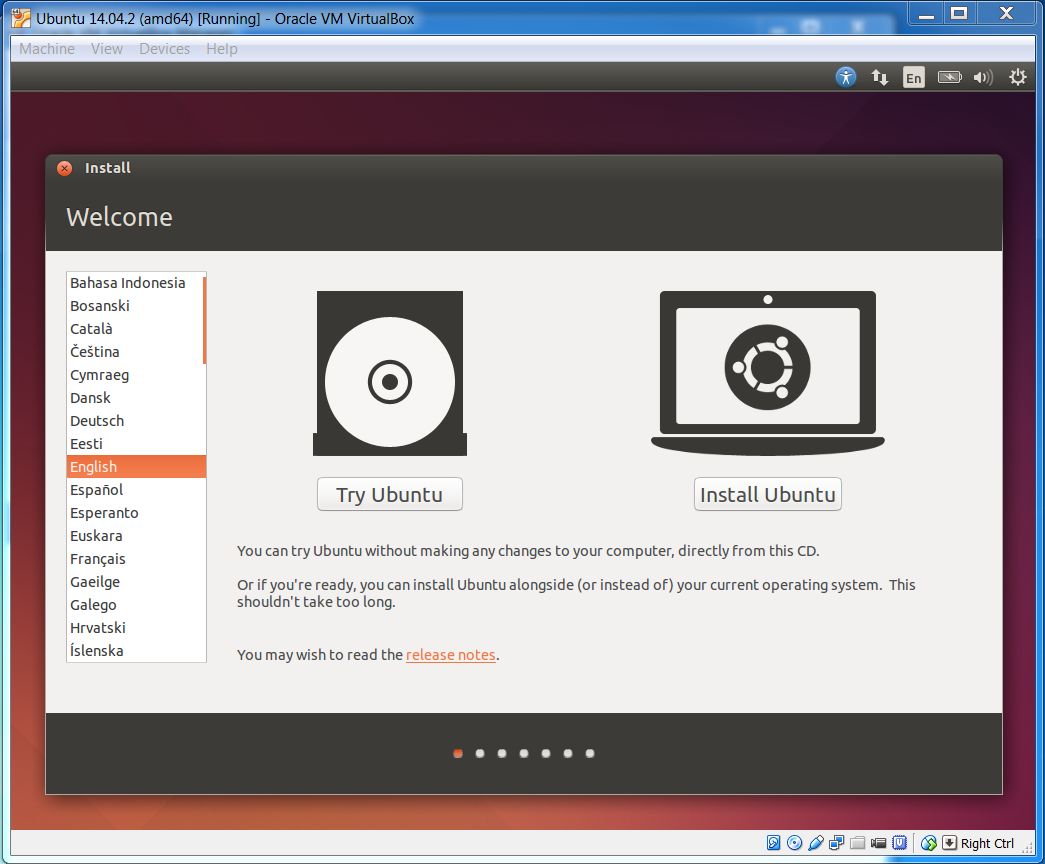 Ubuntu 14.04.2 (amd64) [Running] - Oracle VM VirtualBox
Machine View Devices Help
En
Install
Welcome
Bahasa Indonesia
Bosanski
Català
Čeština
Cymraeg
Dansk
Deutsch
Eesti
English
Español
Esperanto
Euskara
Français
Gaeilge
Galego
Hrvatski
Íslenska
Try Ubuntu
Install Ubuntu
You can try Ubuntu without making any changes to your computer, directly from this CD.
Or if you're ready, you can install Ubuntu alongside (or instead of) your current operating system. This
shouldn't take too long.
You may wish to read the release notes.
Right Ctrl